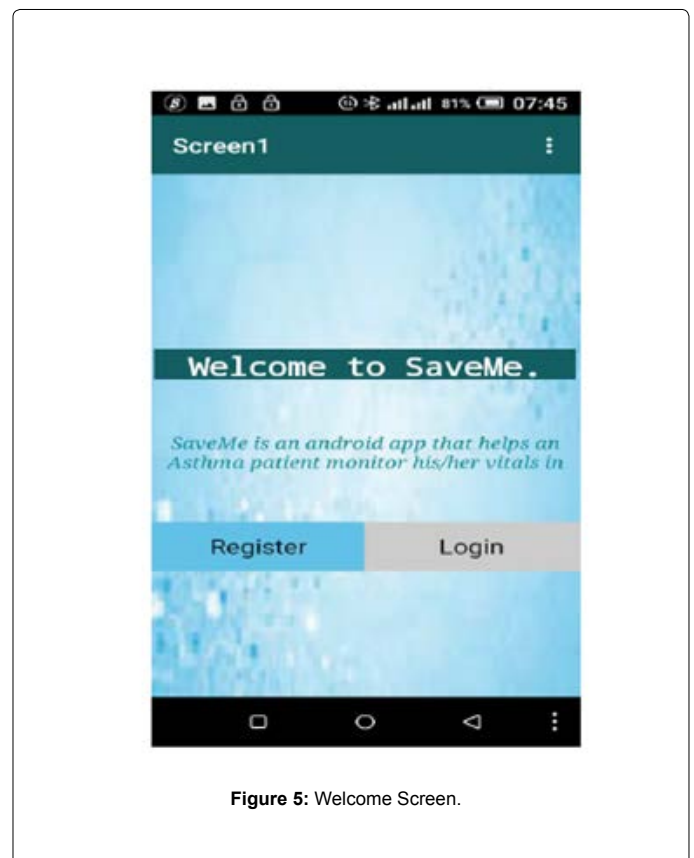 81% 07:45
Screen1
Welcome to SaveMe.
SaveMe is an android app that helps an
Asthma patient monitor his/her vitals in
Register Login
Figure 5: Welcome Screen.